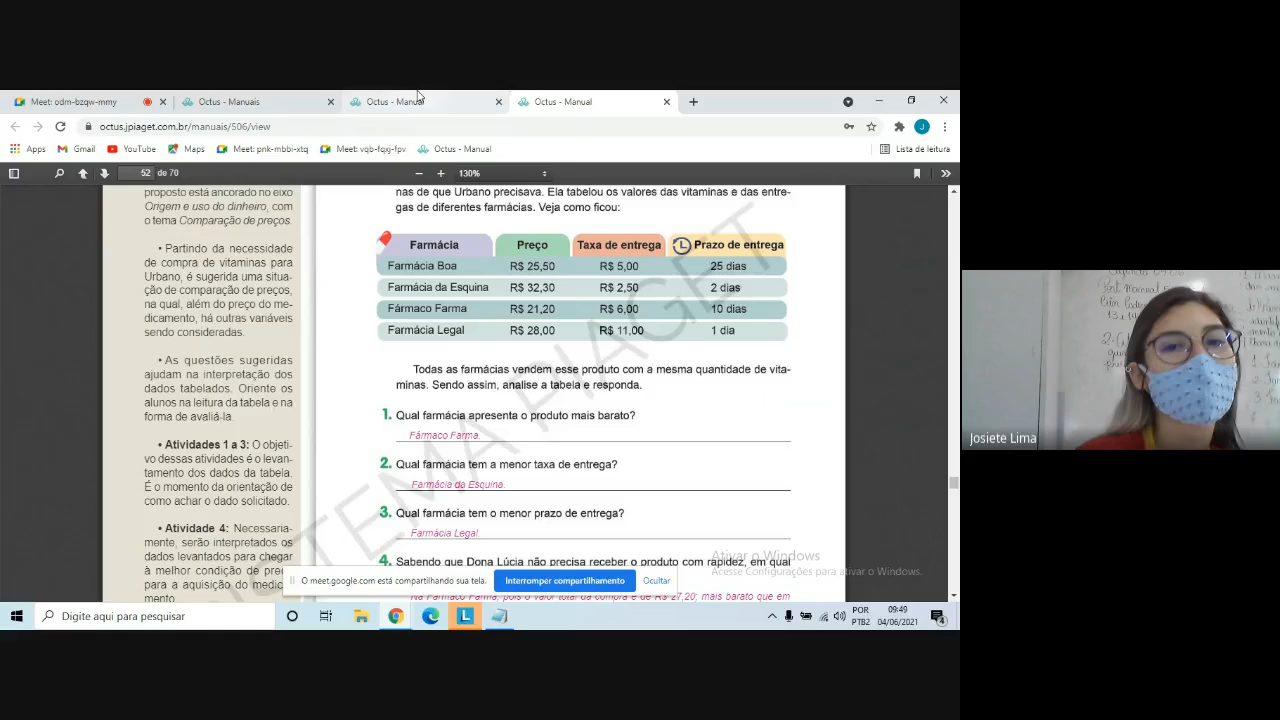 Meet: odm-bzqw-mmy
Octus - Manuais
Octus - Manual
Octus - Manual
octus.jpiaget.com.br/manuais/506/view
Apps
Gmail
YouTube
Maps
Meet: pnk-mbbi-xtq
Meet: vqb-fqxj-fpv
Octus - Manual
Lista de leitura
52 de 70
130%
proposto está ancorado no eixo
Origem e uso do dinheiro, com
o tema Comparação de preços.
• Partindo da necessidade
de compra de vitaminas para
Urbano, é sugerida uma situa-
ção de comparação de preços;
na qual, além do preço do me-
dicamento, há outras variáveis
sendo consideradas.
• As questões sugeridas
ajudam na interpretação dos
dados tabelados. Oriente os
alunos na leitura da tabela e na
forma de avaliá-la.
• Atividades 1 a 3: O objeti-
vo dessas atividades é o levan-
tamento dos dados da tabela.
É o momento da orientação de
como achar o dado solicitado.
• Atividade 4: Necessaria-
mente, serão interpretados os
dados levantados para chegar
à melhor condição de
para a aquisição do
mento
nas de que Urbano precisava. Ela tabelou os valores das vitaminas e das entre-
gas de diferentes farmácias. Veja como ficou:
Farmácia Preço Taxa de entrega Prazo de entrega
Farmácia Boa R$ 25,50 R$ 5,00 25 dias
Farmácia da Esquina R$ 32,30 R$ 2,50 2 dias
Fármaco Farma R$ 21,20 R$ 6,00 10 dias
Farmácia Legal R$ 28,00 R$ 11,00 1 dia
Todas as farmácias vendem esse produto com a mesma quantidade de vita-
minas. Sendo assim, analise a tabela e responda.
1. Qual farmácia apresenta o produto mais barato?
Fármaco Farma.
2. Qual farmácia tem a menor taxa de entrega?
Farmácia da Esquina.
3. Qual farmácia tem o menor prazo de entrega?
Farmácia Legal.
4. Sabendo que Dona Lúcia não precisa receber o produto com rapidez, em qual
Na Fármaco Farma, pois o valor total da compra é de R$ 27,20; mais barato que em
TEMA PIAGET
Ativar o Windows
Acesse Configurações para ativar o Windows.
O meet.google.com está compartilhando sua tela.
Interromper compartilhamento
Ocultar
Digite aqui para pesquisar
POR
PTB2
09:49
04/06/2021
4
Josiete Lima